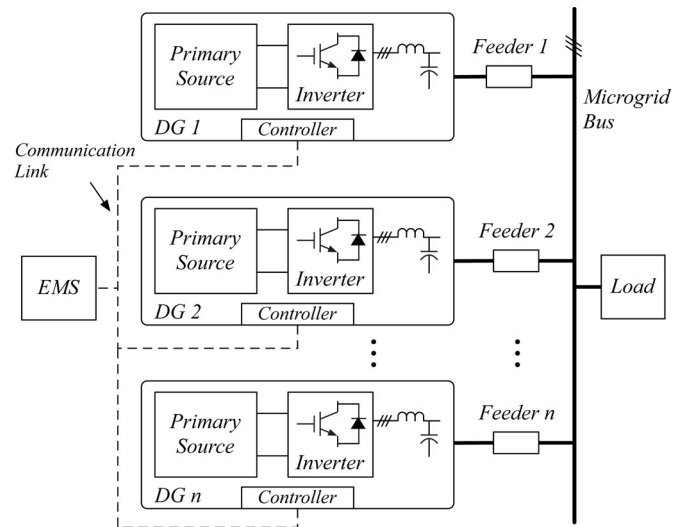 Primary
Source
Inverter
DG 1
Controller
Feeder 1
Microgrid
Bus
Communication
Link
Primary
Source
Inverter
DG 2
Controller
Feeder 2
EMS
Load
Primary
Source
Inverter
DG n
Controller
Feeder n